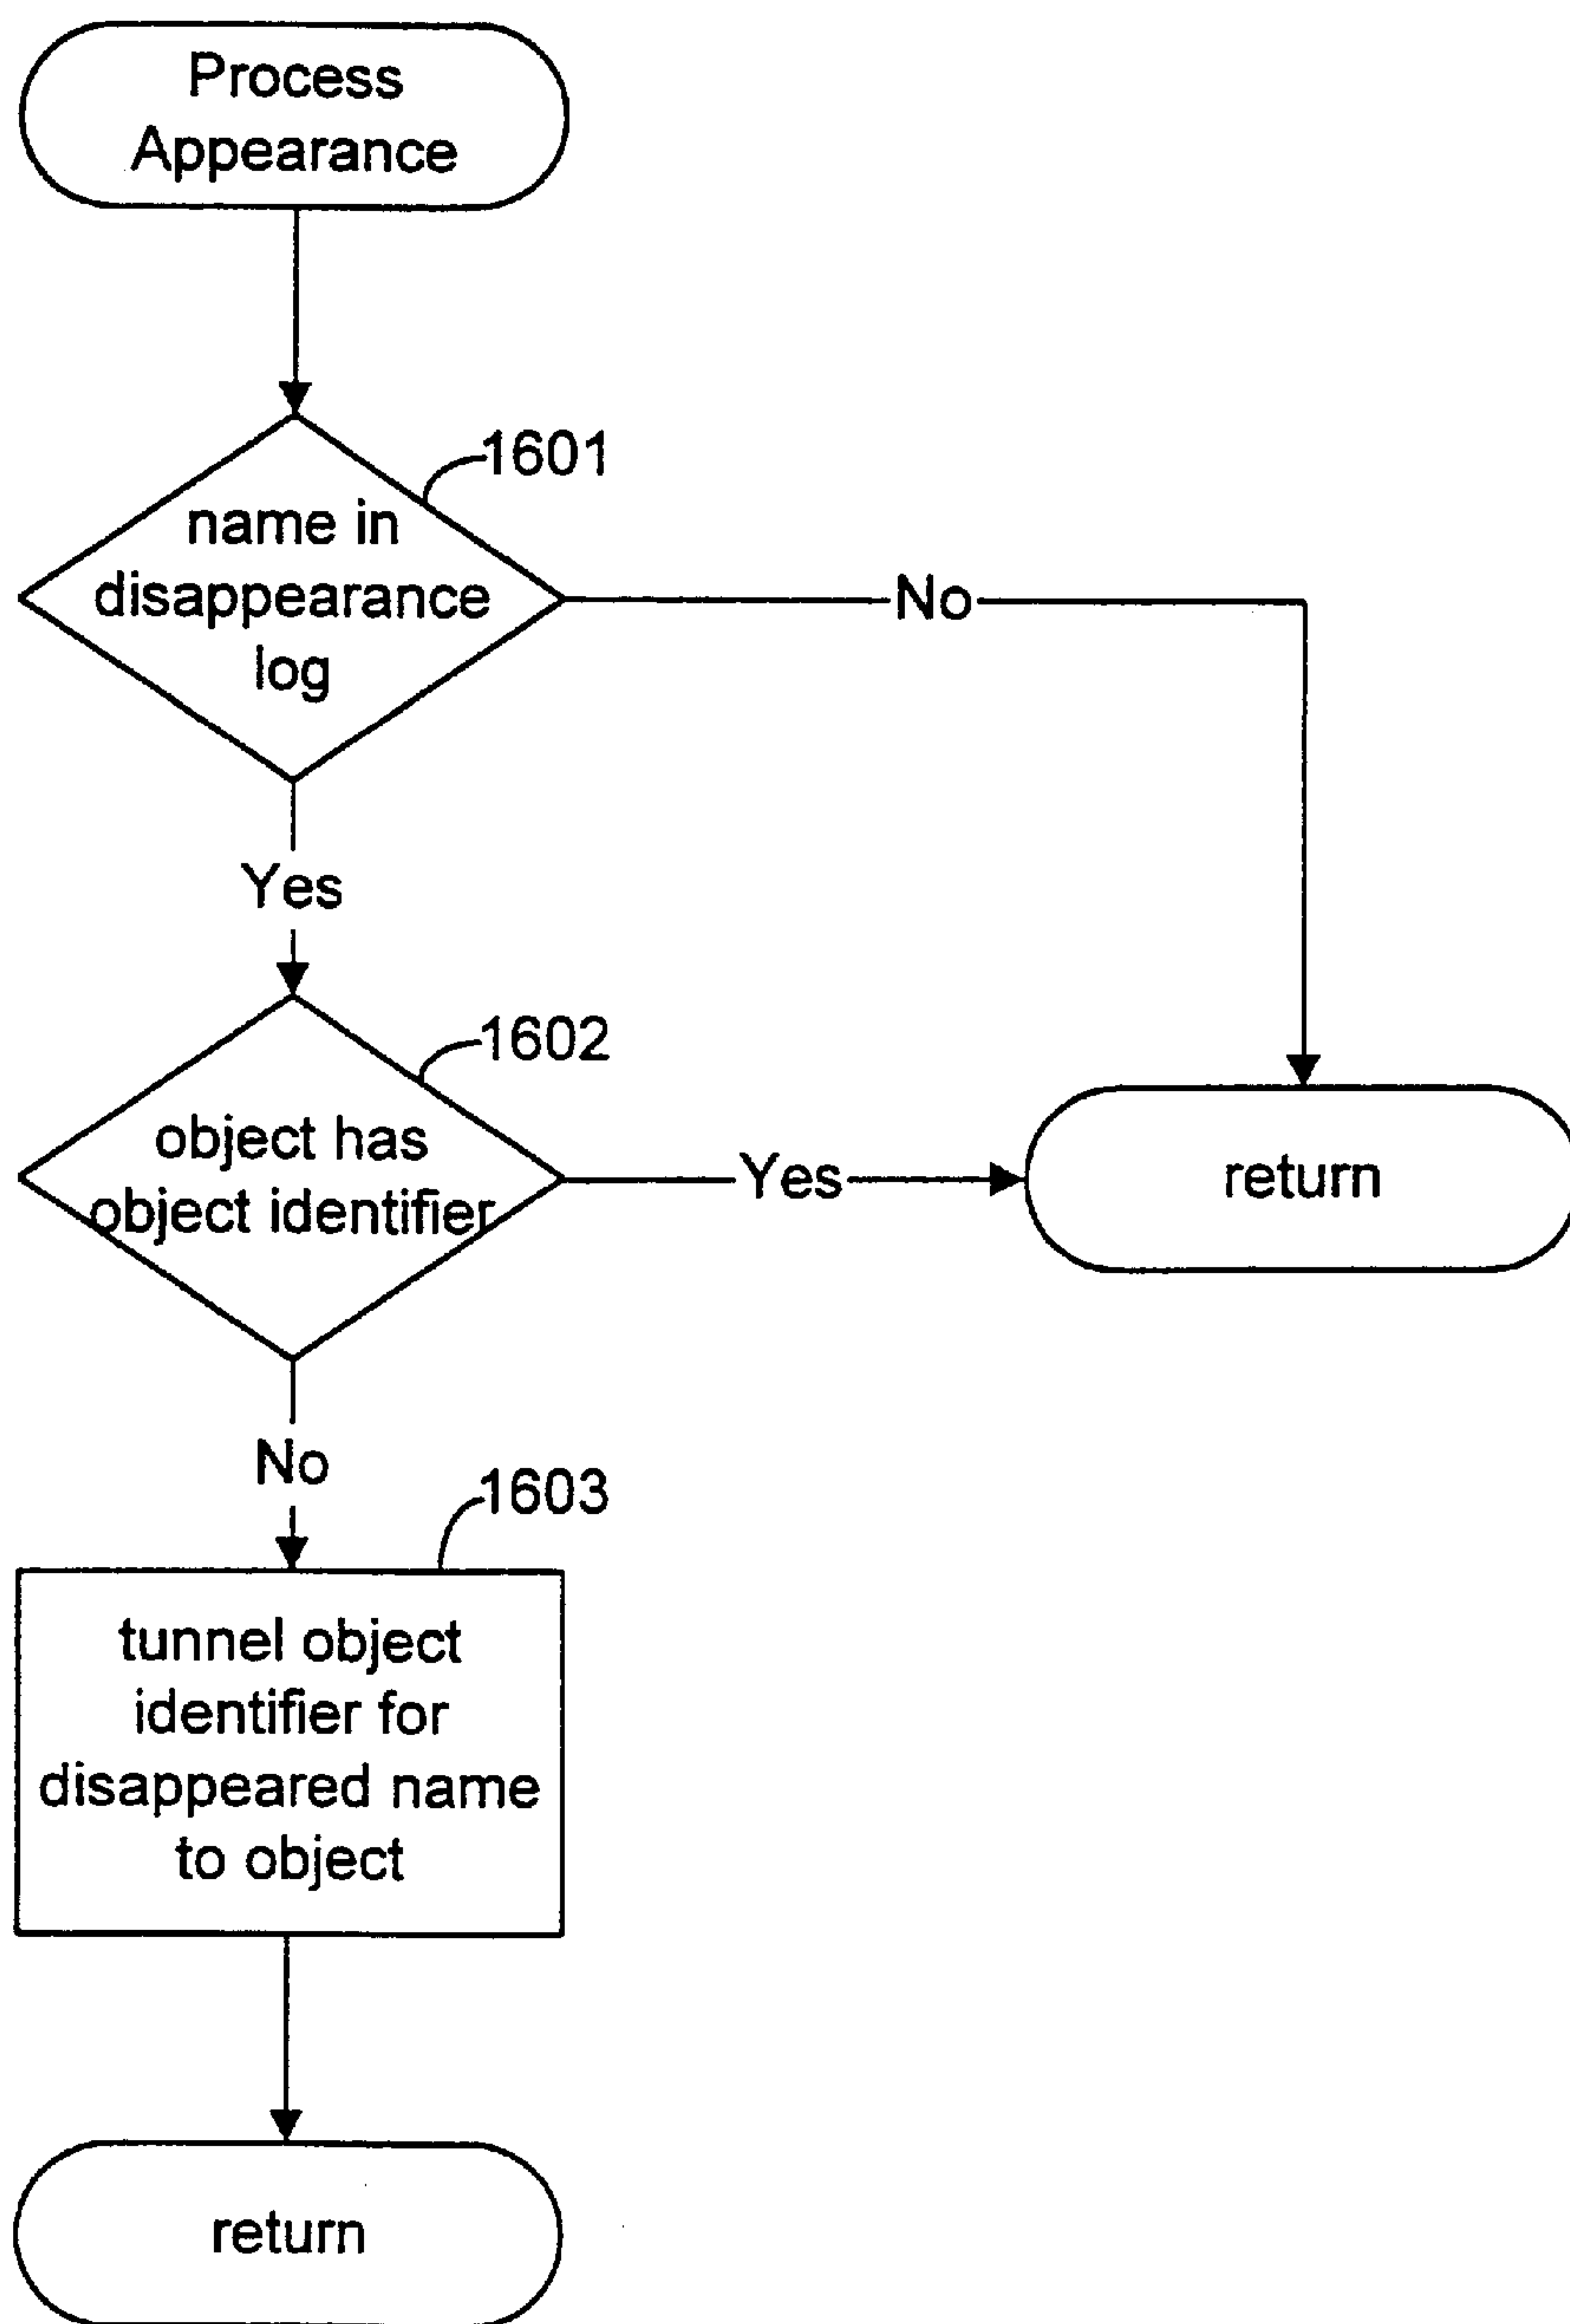 Process
Appearance
1601
name in
disappearance
log
No
Yes
1602
object has
object identifier
Yes
return
No
1603
tunnel object
identifier for
disappeared name
to object
return